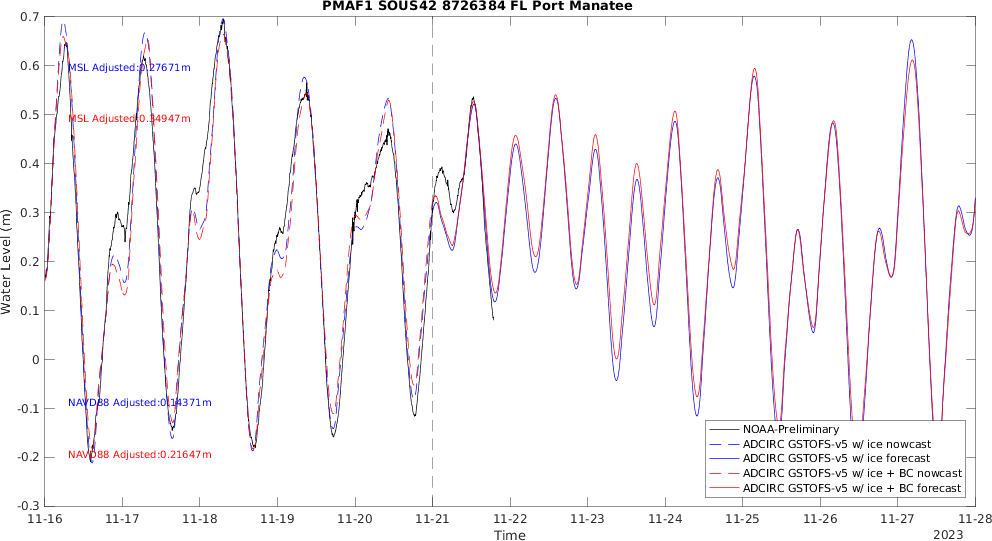 PMAF1 SOUS42 8726384 FL Port Manatee
0.7
0.6
0.5
0.4
0.3
0.2
0.1
0
-0.1
-0.2
-0.3
Water Level (m)
MSL Adjusted:0.27671m
MSL Adjusted:0.34947m
NAVD88 Adjusted:0.14371m
NAVD88 Adjusted:0.21647m
NOAA-Preliminary
ADCIRC GSTOFS-v5 w/ ice nowcast
ADCIRC GSTOFS-v5 w/ ice forecast
ADCIRC GSTOFS-v5 w/ ice + BC nowcast
ADCIRC GSTOFS-v5 w/ ice + BC forecast
11-16 11-17 11-18 11-19 11-20 11-21 11-22 11-23 11-24 11-25 11-26 11-27 11-28
Time
2023